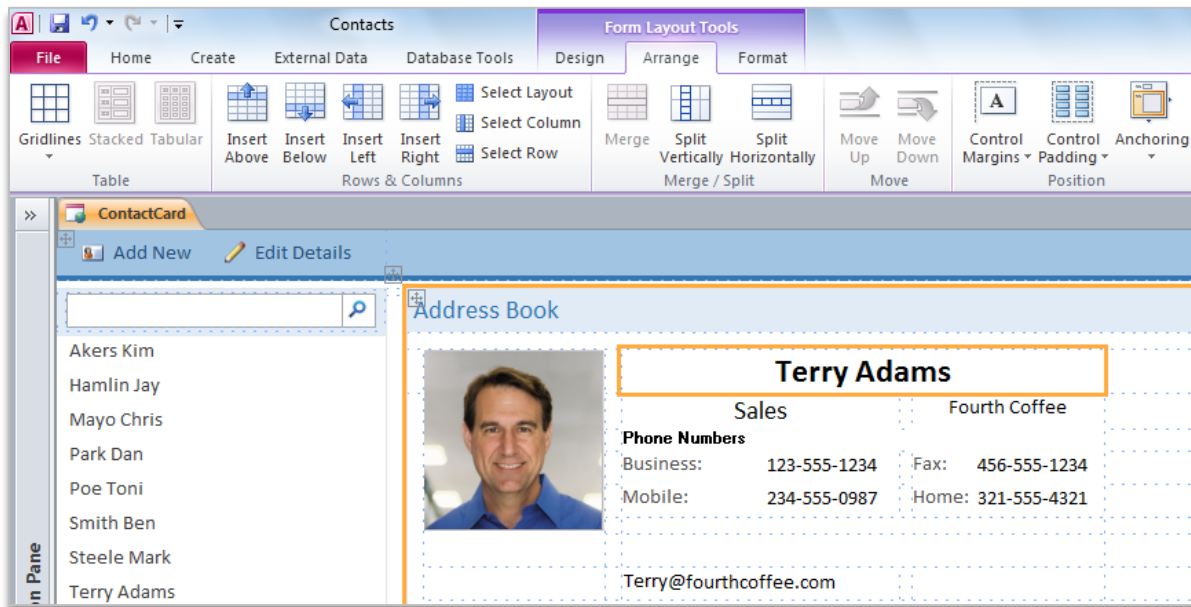 A Contacts Form Layout Tools
File Home Create External Data Database Tools Design Arrange Format
Gridlines Stacked Tabular Insert Above Insert Below Insert Left Insert Right Select Layout Select Column Select Row Merge Split Vertically Split Horizontally Move Up Move Down A Control Margins Control Padding Anchoring
Table Rows & Columns Merge / Split Move Position
» ContactCard
Add New Edit Details
Address Book
Akers Kim
Hamlin Jay
Mayo Chris
Park Dan
Poe Toni
Smith Ben
Steele Mark
Terry Adams
Terry Adams
Sales Fourth Coffee
Phone Numbers
Business: 123-555-1234 Fax: 456-555-1234
Mobile: 234-555-0987 Home: 321-555-4321
Terry@fourthcoffee.com
on Pane